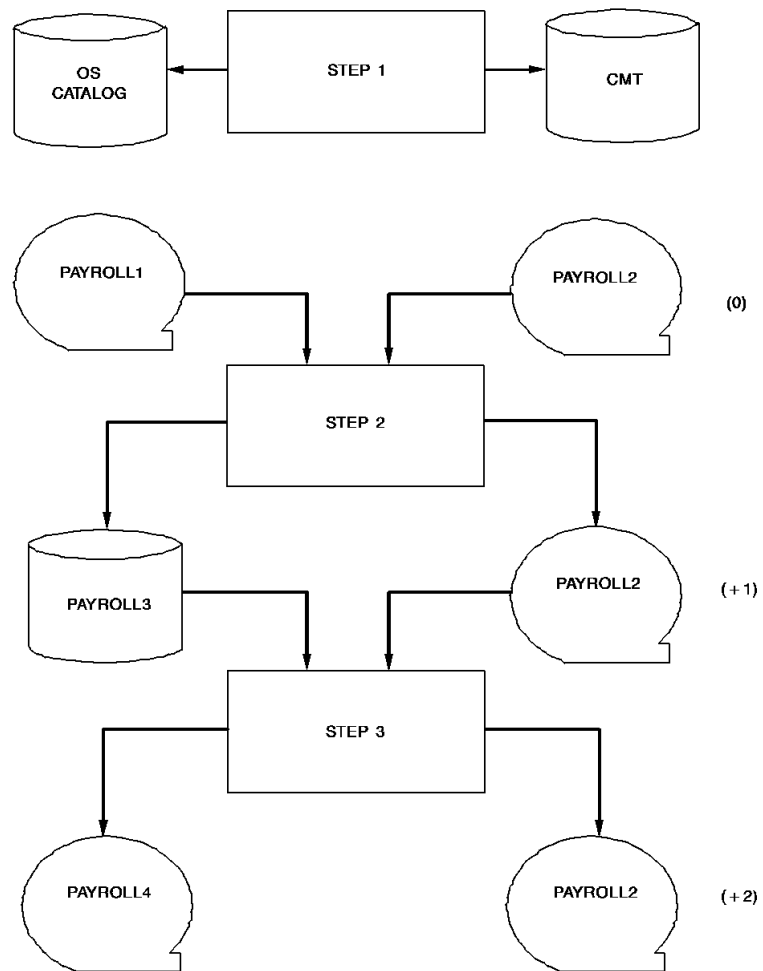 OS
CATALOG
STEP 1
CMT
PAYROLL1
PAYROLL2
(0)
STEP 2
PAYROLL3
PAYROLL2
(+1)
STEP 3
PAYROLL4
PAYROLL2
(+2)